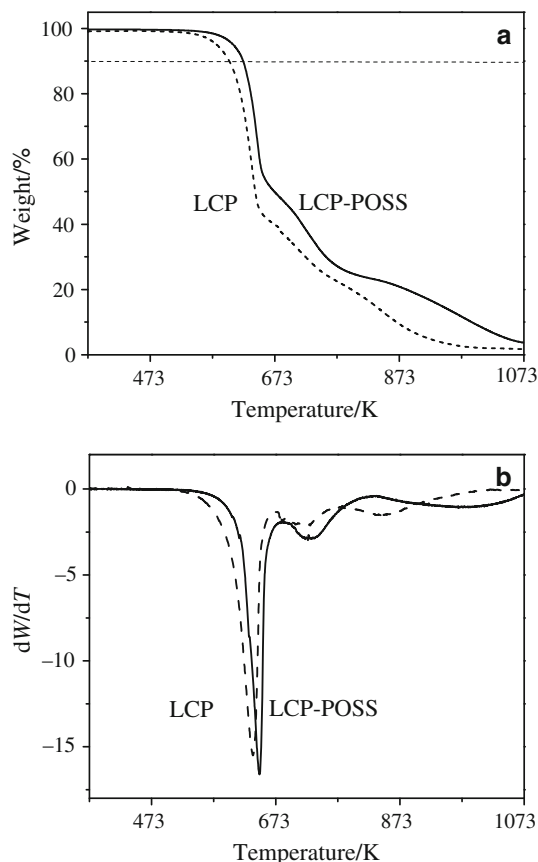 a
100
80
60
40
20
0
Weight/%
LCP
LCP-POSS
473
673
873
1073
Temperature/K
b
0
−5
−10
−15
dW/dT
LCP
LCP-POSS
473
673
873
1073
Temperature/K